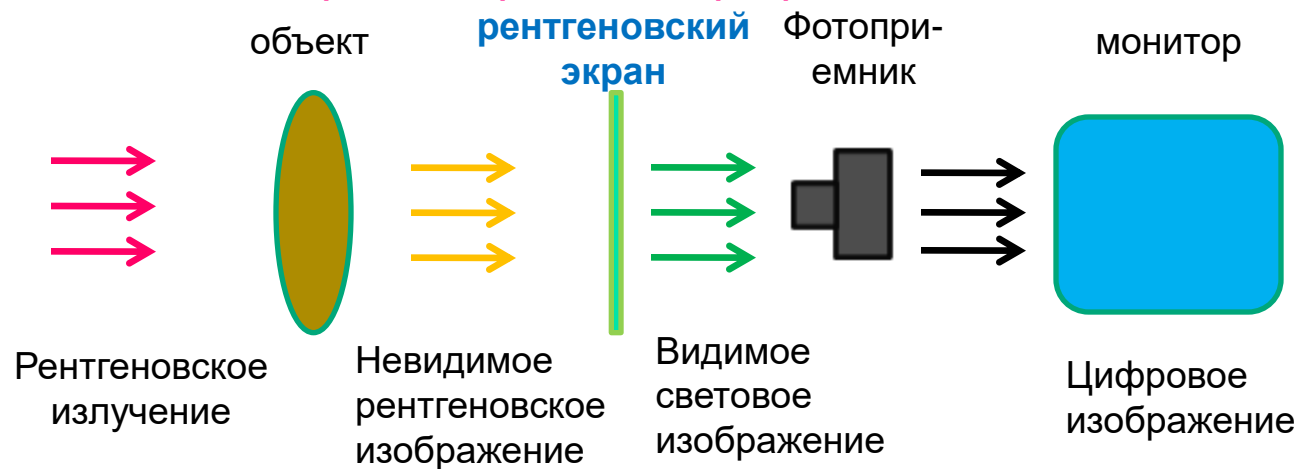 объект
рентгеновский
экран
Фотопри-
емник
монитор
Рентгеновское
излучение
Невидимое
рентгеновское
изображение
Видимое
световое
изображение
Цифровое
изображение